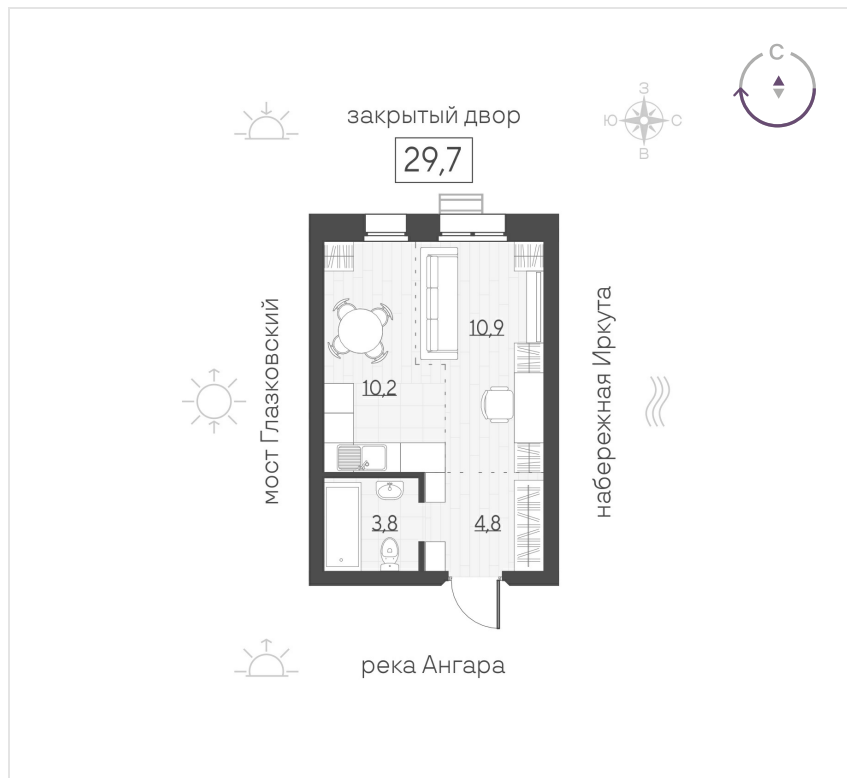 С
закрытый двор
З
Ю
С
В
29,7
мост Глазковский
10,9
10,2
набережная Иркута
3,8
4,8
река Ангара